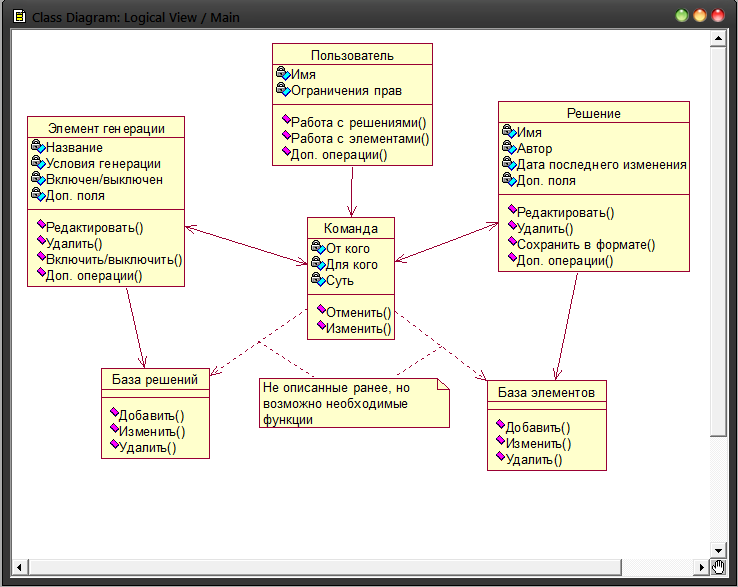 Class Diagram: Logical View / Main
Пользователь
Имя
Ограничения прав
Работа с решениями()
Работа с элементами()
Доп. операции()
Элемент генерации
Название
Условия генерации
Включен/выключен
Доп. поля
Редактировать()
Удалить()
Включить/выключить()
Доп. операции()
Решение
Имя
Автор
Дата последнего изменения
Доп. поля
Редактировать()
Удалить()
Сохранить в формате()
Доп. операции()
Команда
От кого
Для кого
Суть
Отменить()
Изменить()
База решений
Добавить()
Изменить()
Удалить()
Не описанные ранее, но
возможно необходимые
функции
База элементов
Добавить()
Изменить()
Удалить()